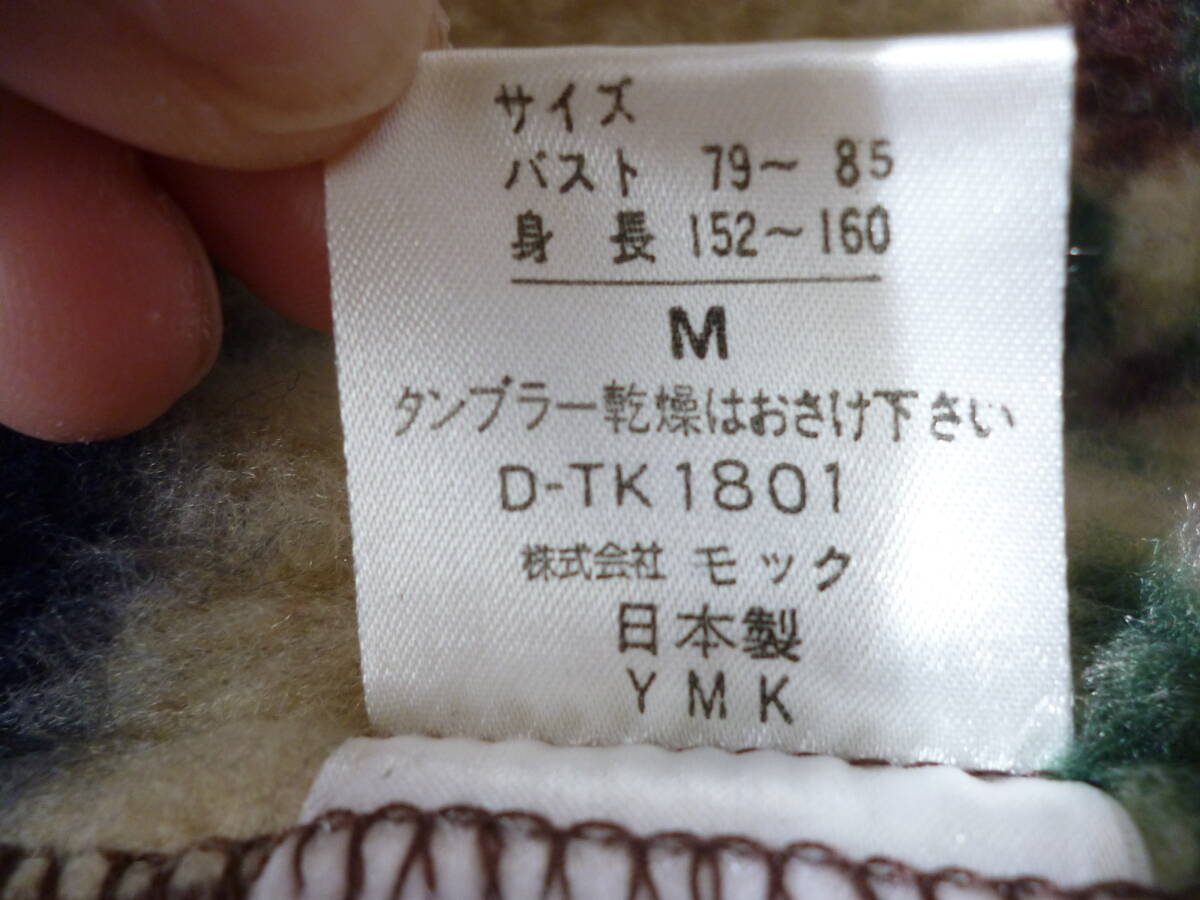 サイズ
バスト 79～85
身長 152～160
M
タンブラー乾燥はおさけ下さい
D-TK1801
株式会社 モック
日本製
YMK